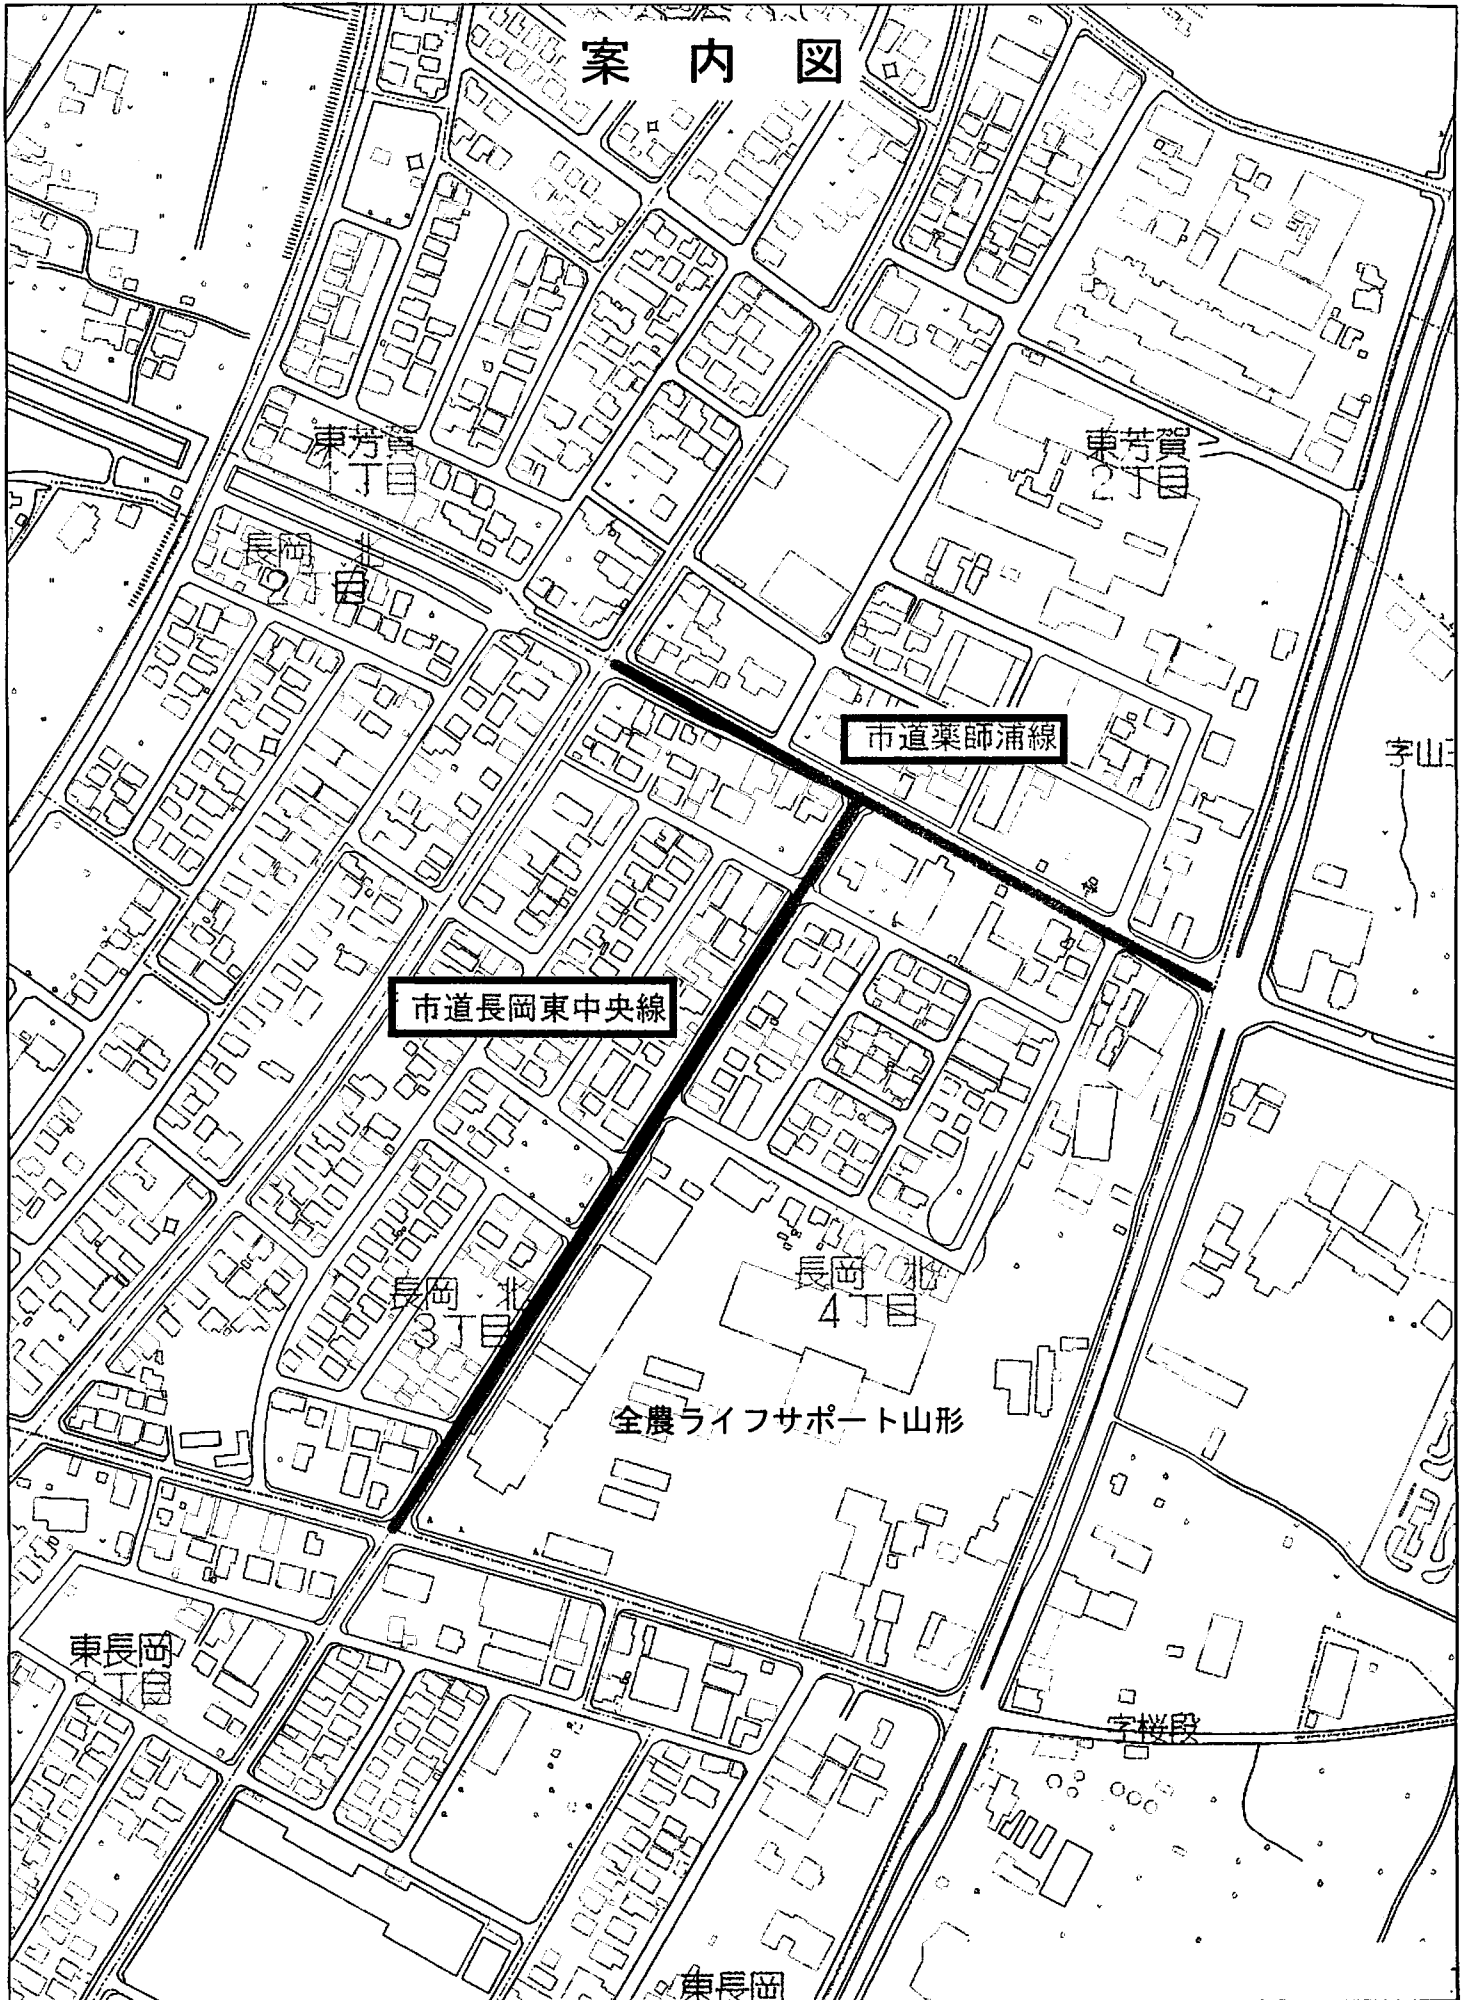 案内図
東芳賀
1丁目
東芳賀
2丁目
長岡 北
2丁目
市道薬師浦線
字山王
市道長岡東中央線
長岡 北
4丁目
長岡 北
3丁目
全農ライフサポート山形
東長岡
2丁目
字桜段
東長岡